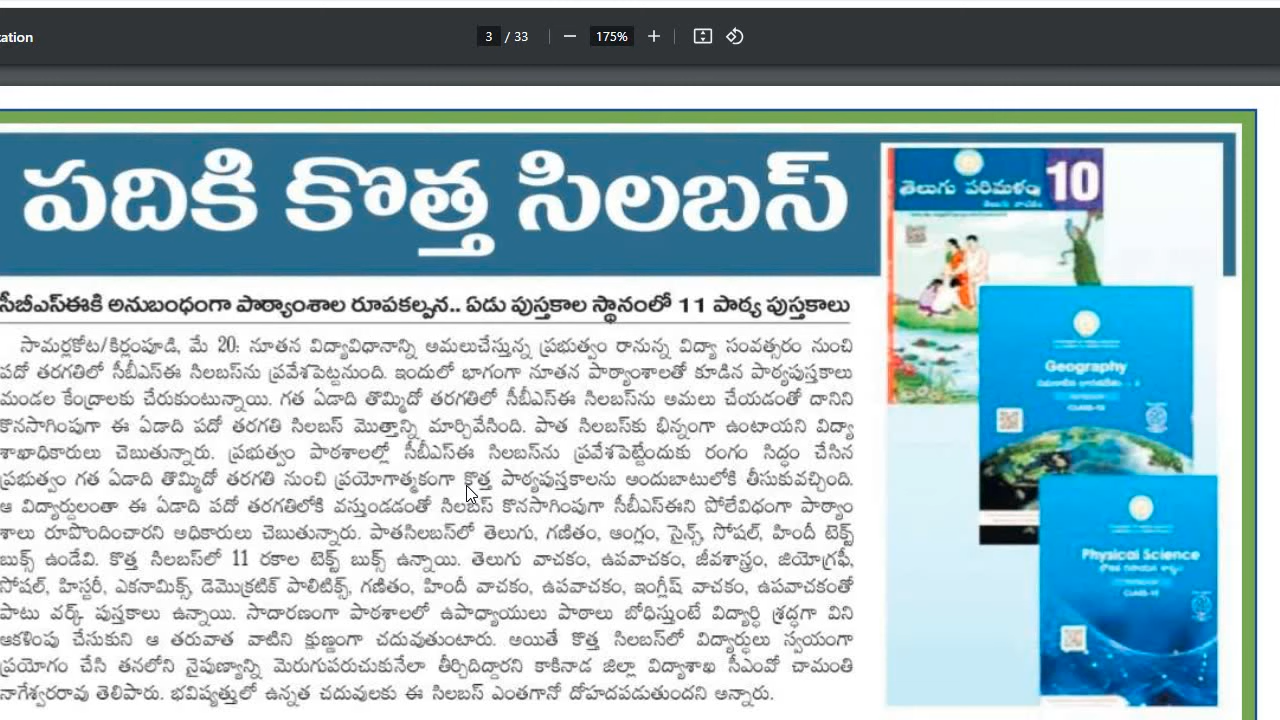 tation
3 / 33
175%
పదికి కొత్త సిలబస్
సీబీఎస్ఈకి అనుబంధంగా పాఠ్యాంశాల రూపకల్పన.. ఏడు పుస్తకాల స్థానంలో 11 పాఠ్య పుస్తకాలు
సామర్లకోట/కిర్లంపూడి, మే 20: నూతన విద్యావిధానాన్ని అమలుచేస్తున్న ప్రభుత్వం రానున్న విద్యా సంవత్సరం నుంచి
పదో తరగతిలో సీబీఎస్ఈ సిలబస్‌ను ప్రవేశపెట్టనుంది. ఇందులో భాగంగా నూతన పాఠ్యాంశాలతో కూడిన పాఠ్యపుస్తకాలు
మండల కేంద్రాలకు చేరుకుంటున్నాయి. గత ఏడాది తొమ్మిదో తరగతిలో సీబీఎస్ఈ సిలబస్‌ను అమలు చేయడంతో దానిని
కొనసాగింపుగా ఈ ఏడాది పదో తరగతి సిలబస్ మొత్తాన్ని మార్చివేసింది. పాత సిలబస్‌కు భిన్నంగా ఉంటాయని విద్యా
శాఖాధికారులు చెబుతున్నారు. ప్రభుత్వం పాఠశాలల్లో సీబీఎస్ఈ సిలబస్‌ను ప్రవేశపెట్టేందుకు రంగం సిద్ధం చేసిన
ప్రభుత్వం గత ఏడాది తొమ్మిదో తరగతి నుంచి ప్రయోగాత్మకంగా కొత్త పాఠ్యపుస్తకాలను అందుబాటులోకి తీసుకువచ్చింది.
ఆ విద్యార్థులంతా ఈ ఏడాది పదో తరగతిలోకి వస్తుండడంతో సిలబస్ కొనసాగింపుగా సీబీఎస్ఈని పోలేవిధంగా పాఠ్యాం
శాలు రూపొందించారని అధికారులు చెబుతున్నారు. పాతసిలబస్‌లో తెలుగు, గణితం, ఆంగ్లం, సైన్స్, సోషల్, హిందీ టెక్స్ట్
బుక్స్ ఉండేవి. కొత్త సిలబస్‌లో 11 రకాల టెక్స్ట్ బుక్స్ ఉన్నాయి. తెలుగు వాచకం, ఉపవాచకం, జీవశాస్త్రం, జియోగ్రఫీ,
సోషల్, హిస్టరీ, ఎకనామిక్స్, డెమొక్రటిక్ పాలిటిక్స్, గణితం, హిందీ వాచకం, ఉపవాచకం, ఇంగ్లీష్ వాచకం, ఉపవాచకంతో
పాటు వర్క్ పుస్తకాలు ఉన్నాయి. సాదారణంగా పాఠశాలలో ఉపాధ్యాయులు పాఠాలు బోధిస్తుంటే విద్యార్థి శ్రద్ధగా విని
ఆకళింపు చేసుకుని ఆ తరువాత వాటిని క్షుణ్ణంగా చదువుతుంటారు. అయితే కొత్త సిలబస్‌లో విద్యార్థులు స్వయంగా
ప్రయోగం చేసి తనలోని నైపుణ్యాన్ని మెరుగుపరుచుకునేలా తీర్చిదిద్దారని కాకినాడ జిల్లా విద్యాశాఖ సీఎంవో చామంతి
నాగేశ్వరరావు తెలిపారు. భవిష్యత్తులో ఉన్నత చదువులకు ఈ సిలబస్ ఎంతగానో దోహదపడుతుందని అన్నారు.
తెలుగు పరిమళం 10
తెలుగు వాచకం
Geography
CLASS-10
Physical Science
CLASS-10